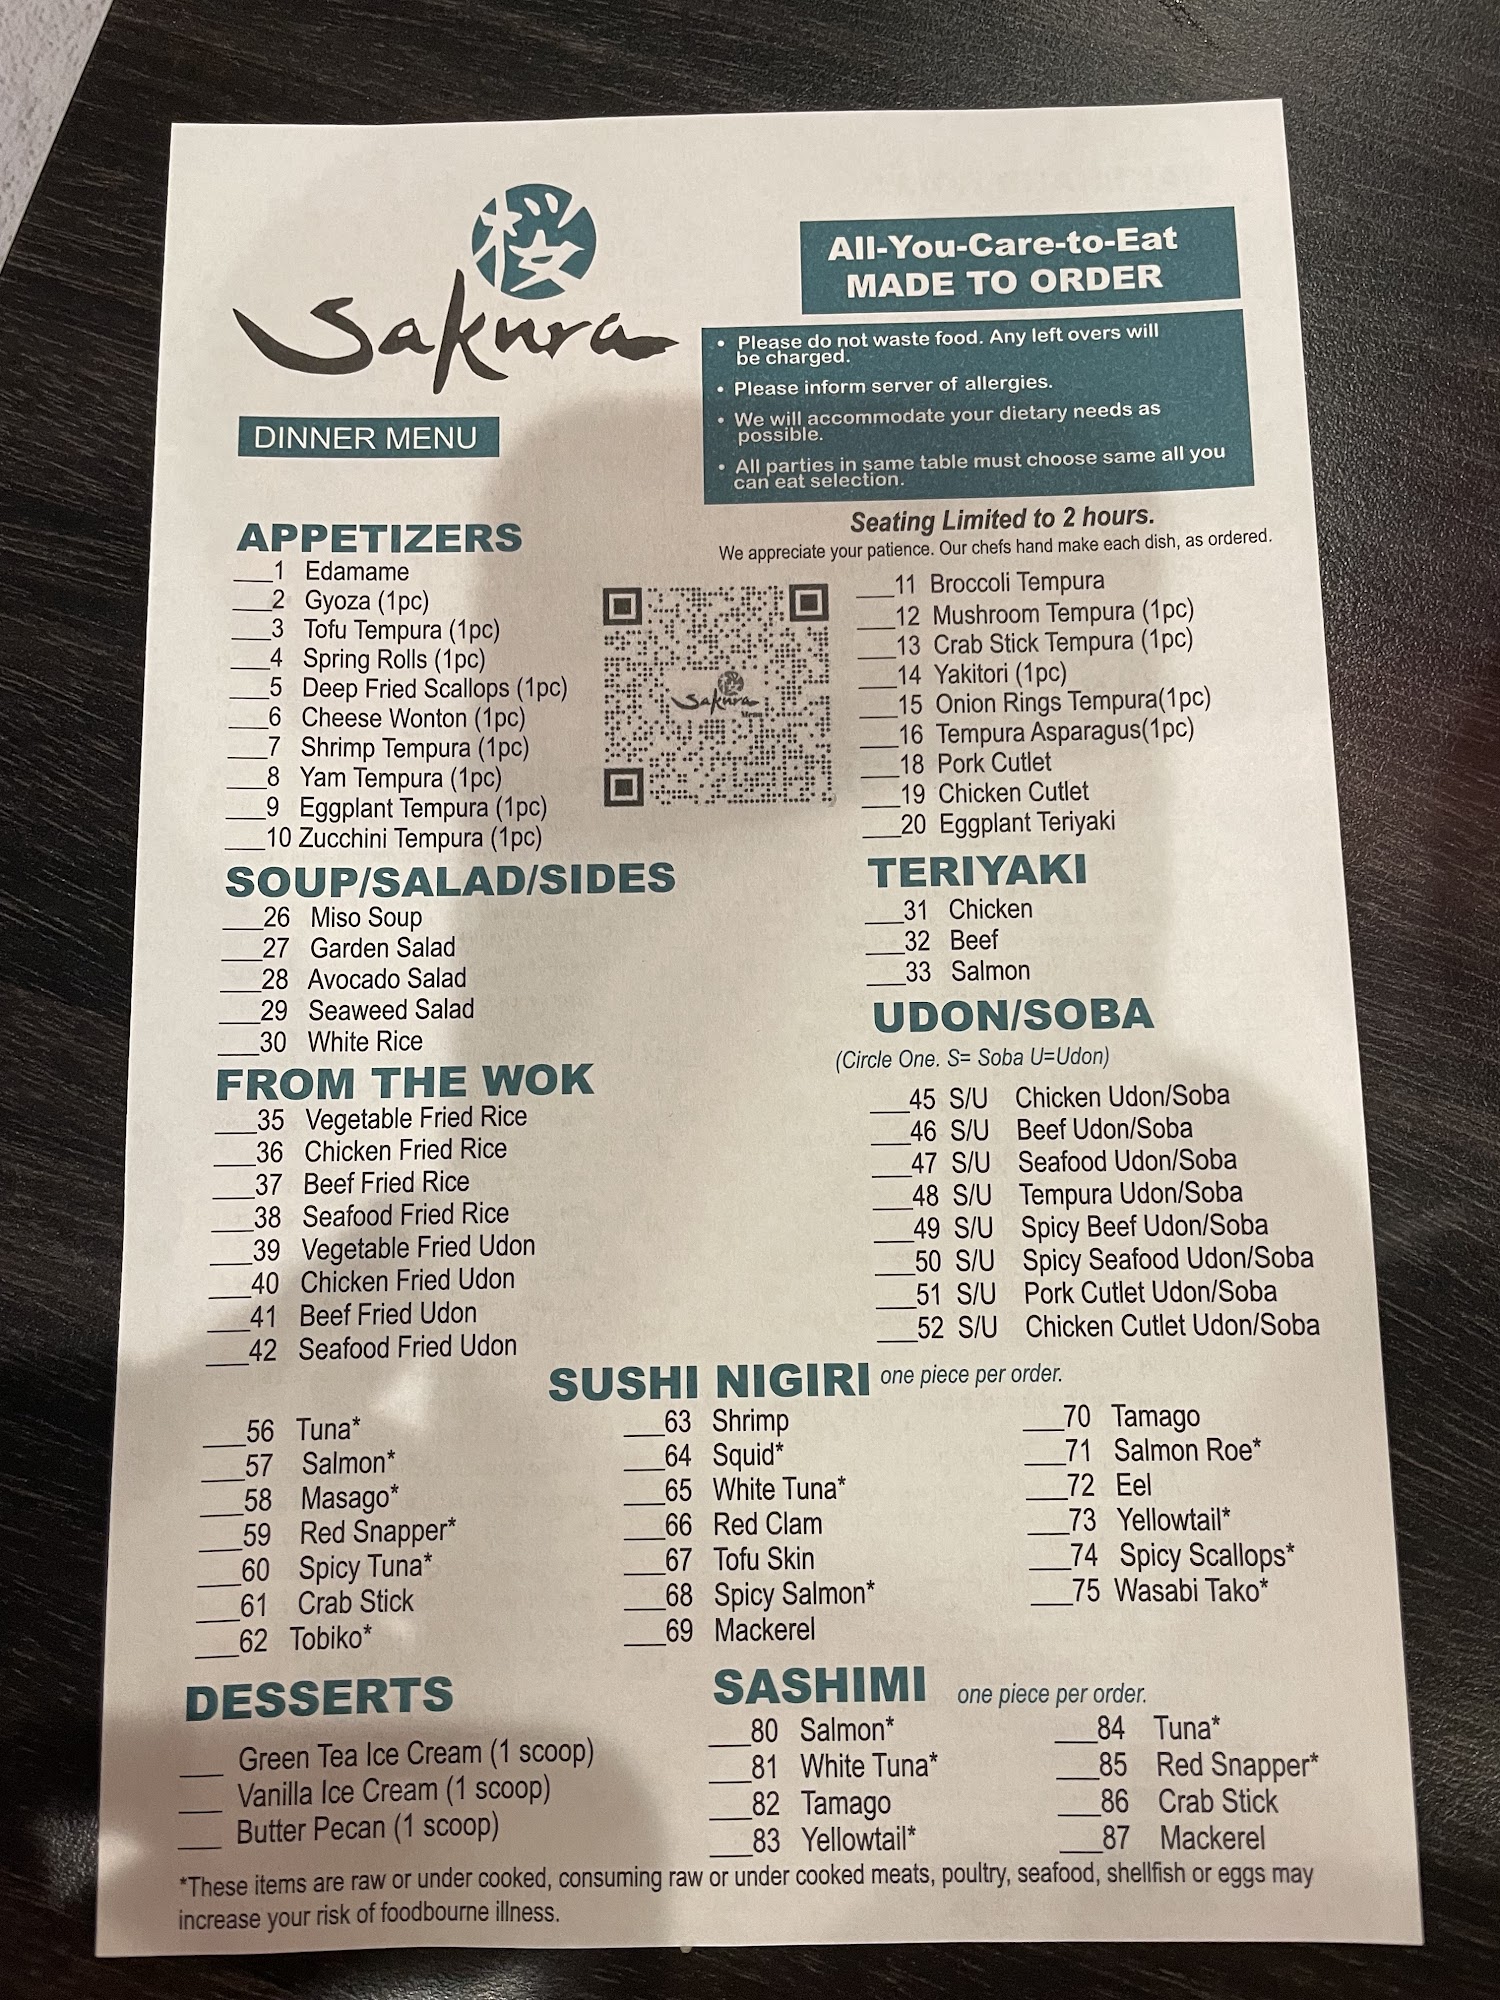 桜
Sakura
DINNER MENU
All-You-Care-to-Eat
MADE TO ORDER
• Please do not waste food. Any left overs will
be charged.
• Please inform server of allergies.
• We will accommodate your dietary needs as
possible.
• All parties in same table must choose same all you
can eat selection.
Seating Limited to 2 hours.
We appreciate your patience. Our chefs hand make each dish, as ordered.
APPETIZERS
___1 Edamame
___2 Gyoza (1pc)
___3 Tofu Tempura (1pc)
___4 Spring Rolls (1pc)
___5 Deep Fried Scallops (1pc)
___6 Cheese Wonton (1pc)
___7 Shrimp Tempura (1pc)
___8 Yam Tempura (1pc)
___9 Eggplant Tempura (1pc)
___10 Zucchini Tempura (1pc)
桜
Sakura
___11 Broccoli Tempura
___12 Mushroom Tempura (1pc)
___13 Crab Stick Tempura (1pc)
___14 Yakitori (1pc)
___15 Onion Rings Tempura(1pc)
___16 Tempura Asparagus(1pc)
___18 Pork Cutlet
___19 Chicken Cutlet
___20 Eggplant Teriyaki
SOUP/SALAD/SIDES
___26 Miso Soup
___27 Garden Salad
___28 Avocado Salad
___29 Seaweed Salad
___30 White Rice
TERIYAKI
___31 Chicken
___32 Beef
___33 Salmon
FROM THE WOK
___35 Vegetable Fried Rice
___36 Chicken Fried Rice
___37 Beef Fried Rice
___38 Seafood Fried Rice
___39 Vegetable Fried Udon
___40 Chicken Fried Udon
___41 Beef Fried Udon
___42 Seafood Fried Udon
UDON/SOBA
(Circle One. S= Soba U=Udon)
___45 S/U Chicken Udon/Soba
___46 S/U Beef Udon/Soba
___47 S/U Seafood Udon/Soba
___48 S/U Tempura Udon/Soba
___49 S/U Spicy Beef Udon/Soba
___50 S/U Spicy Seafood Udon/Soba
___51 S/U Pork Cutlet Udon/Soba
___52 S/U Chicken Cutlet Udon/Soba
SUSHI NIGIRI one piece per order.
___56 Tuna*
___57 Salmon*
___58 Masago*
___59 Red Snapper*
___60 Spicy Tuna*
___61 Crab Stick
___62 Tobiko*
___63 Shrimp
___64 Squid*
___65 White Tuna*
___66 Red Clam
___67 Tofu Skin
___68 Spicy Salmon*
___69 Mackerel
___70 Tamago
___71 Salmon Roe*
___72 Eel
___73 Yellowtail*
___74 Spicy Scallops*
___75 Wasabi Tako*
DESSERTS
___ Green Tea Ice Cream (1 scoop)
___ Vanilla Ice Cream (1 scoop)
___ Butter Pecan (1 scoop)
SASHIMI one piece per order.
___80 Salmon*
___81 White Tuna*
___82 Tamago
___83 Yellowtail*
___84 Tuna*
___85 Red Snapper*
___86 Crab Stick
___87 Mackerel
*These items are raw or under cooked, consuming raw or under cooked meats, poultry, seafood, shellfish or eggs may
increase your risk of foodbourne illness.